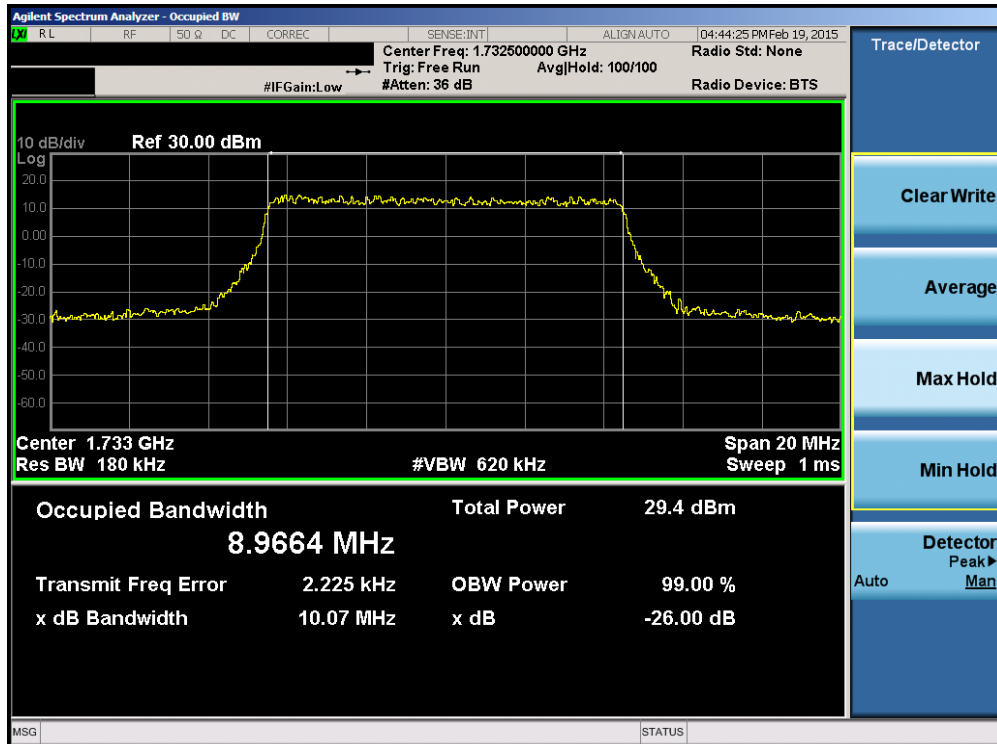 Agilent Spectrum Analyzer - Occupied BW
LXI RL RF 50 Ω DC CORREC SENSE:INT ALIGN AUTO 04:44:25 PM Feb 19, 2015
Center Freq: 1.732500000 GHz Radio Std: None
Trig: Free Run Avg|Hold: 100/100
#IFGain:Low #Atten: 36 dB Radio Device: BTS
10 dB/div Ref 30.00 dBm
Log
20.0
10.0
0.00
-10.0
-20.0
-30.0
-40.0
-50.0
-60.0
Center 1.733 GHz Span 20 MHz
Res BW 180 kHz #VBW 620 kHz Sweep 1 ms
Occupied Bandwidth Total Power 29.4 dBm
8.9664 MHz
Transmit Freq Error 2.225 kHz OBW Power 99.00 %
x dB Bandwidth 10.07 MHz x dB -26.00 dB
Trace/Detector
Clear Write
Average
Max Hold
Min Hold
Detector
Peak▶
Auto Man
MSG STATUS